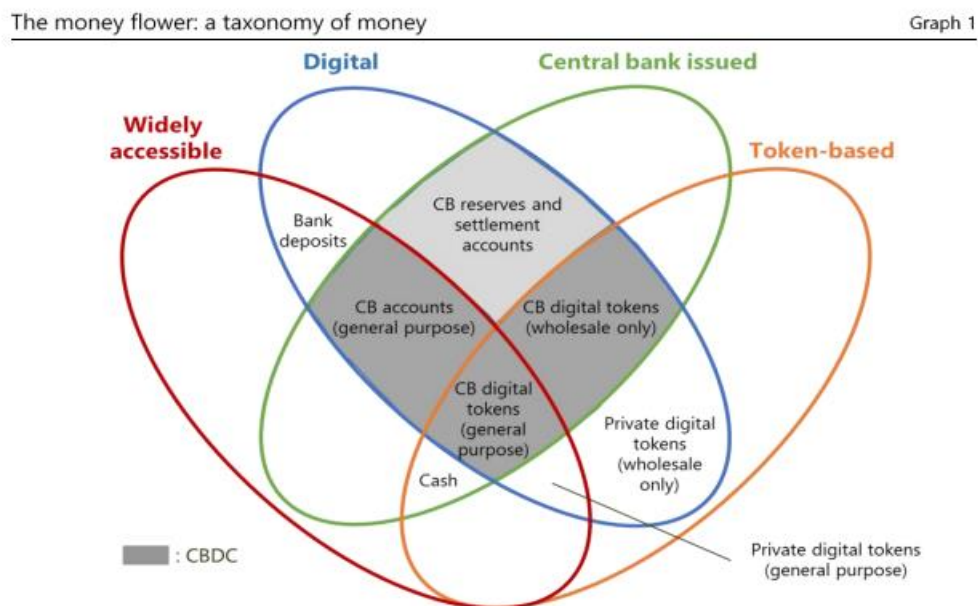 The money flower: a taxonomy of money
Graph 1
Digital
Central bank issued
Widely
accessible
Token-based
Bank
deposits
CB reserves and
settlement
accounts
CB accounts
(general purpose)
CB digital tokens
(wholesale only)
CB digital
tokens
(general
purpose)
Private digital
tokens
(wholesale
only)
Cash
: CBDC
Private digital tokens
(general purpose)